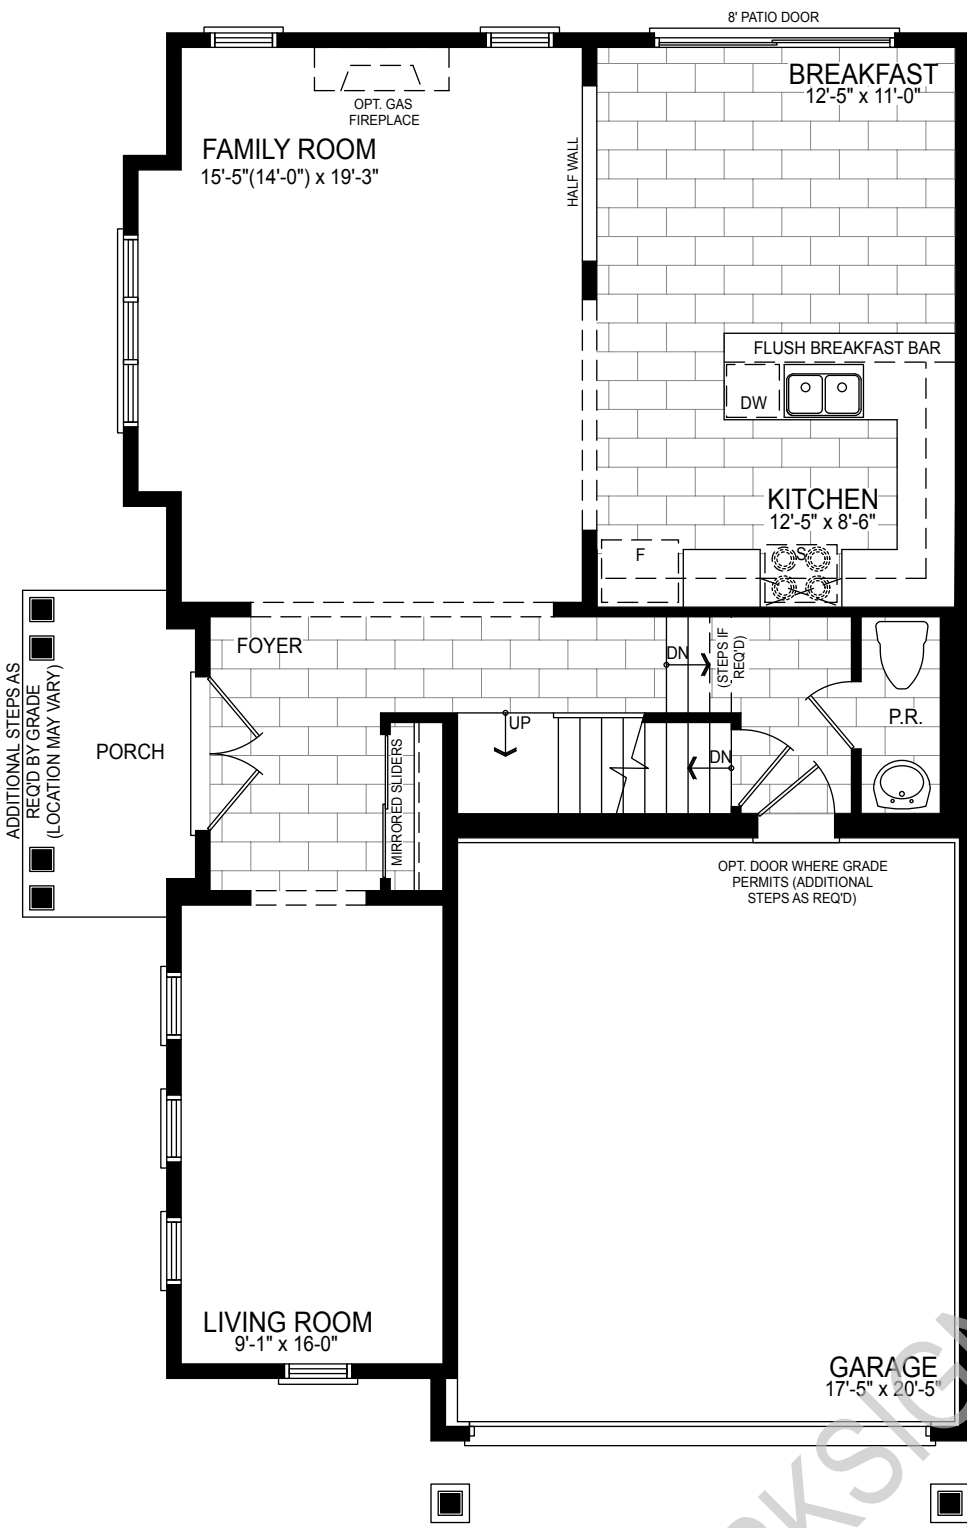 8' PATIO DOOR
BREAKFAST
12'-5" x 11'-0"
OPT. GAS
FIREPLACE
FAMILY ROOM
15'-5"(14'-0") x 19'-3"
HALF WALL
FLUSH BREAKFAST BAR
DW
KITCHEN
12'-5" x 8'-6"
F
S
FOYER
DN
(STEPS IF
REQ'D)
ADDITIONAL STEPS AS
REQ'D BY GRADE
(LOCATION MAY VARY)
PORCH
UP
P.R.
DN
MIRRORED SLIDERS
OPT. DOOR WHERE GRADE
PERMITS (ADDITIONAL
STEPS AS REQ'D)
LIVING ROOM
9'-1" x 16-0"
GARAGE
17'-5" x 20'-5"